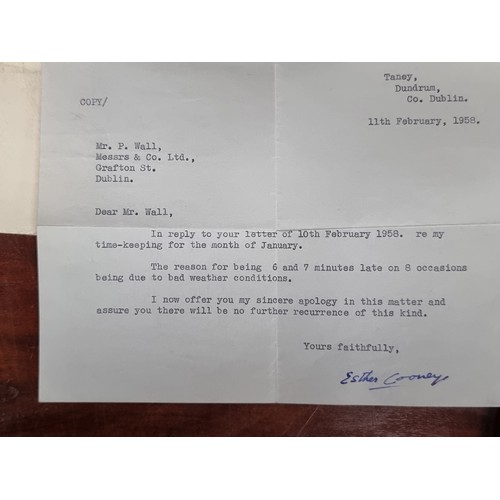 Taney,
Dundrum,
Co. Dublin.
COPY/
11th February, 1958.
Mr. P. Wall,
Messrs & Co. Ltd.,
Grafton St.
Dublin.
Dear Mr. Wall,
In reply to your letter of 10th February 1958. re my
time-keeping for the month of January.
The reason for being 6 and 7 minutes late on 8 occasions
being due to bad weather conditions.
I now offer you my sincere apology in this matter and
assure you there will be no further recurrence of this kind.
Yours faithfully,
Esther Cooney